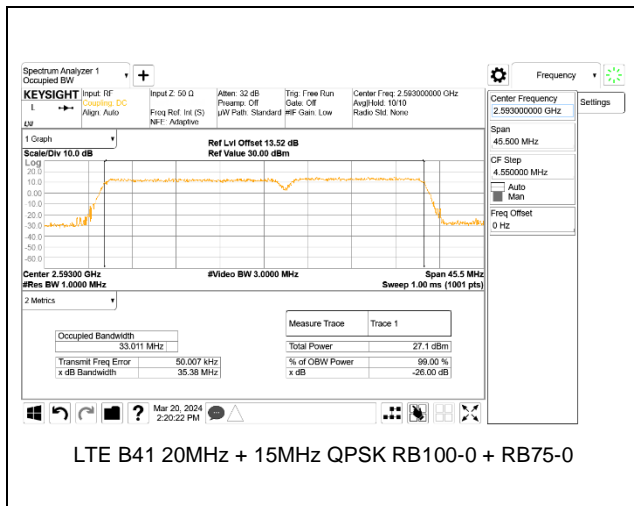 Spectrum Analyzer 1
Occupied BW
+
Frequency
KEYSIGHT Input: RF Input Z: 50 Ω Atten: 32 dB Trig: Free Run Center Freq: 2.593000000 GHz
L Coupling: DC Preamp: Off Gate: Off Avg|Hold: 10/10
Align: Auto Freq Ref: Int (S) µW Path: Standard #IF Gain: Low Radio Std: None
NFE: Adaptive
Center Frequency
2.593000000 GHz
Settings
Span
45.500 MHz
CF Step
4.550000 MHz
Auto
Man
Freq Offset
0 Hz
1 Graph
Ref Lvl Offset 13.52 dB
Scale/Div 10.0 dB Ref Value 30.00 dBm
Log
20.0
10.0
0.00
-10.0
-20.0
-30.0
-40.0
-50.0
-60.0
Center 2.59300 GHz #Video BW 3.0000 MHz Span 45.5 MHz
#Res BW 1.0000 MHz Sweep 1.00 ms (1001 pts)
2 Metrics
Measure Trace Trace 1
Occupied Bandwidth
33.011 MHz
Total Power 27.1 dBm
Transmit Freq Error 50.007 kHz % of OBW Power 99.00 %
x dB Bandwidth 35.38 MHz x dB -26.00 dB
? Mar 20, 2024
2:20:22 PM
LTE B41 20MHz + 15MHz QPSK RB100-0 + RB75-0